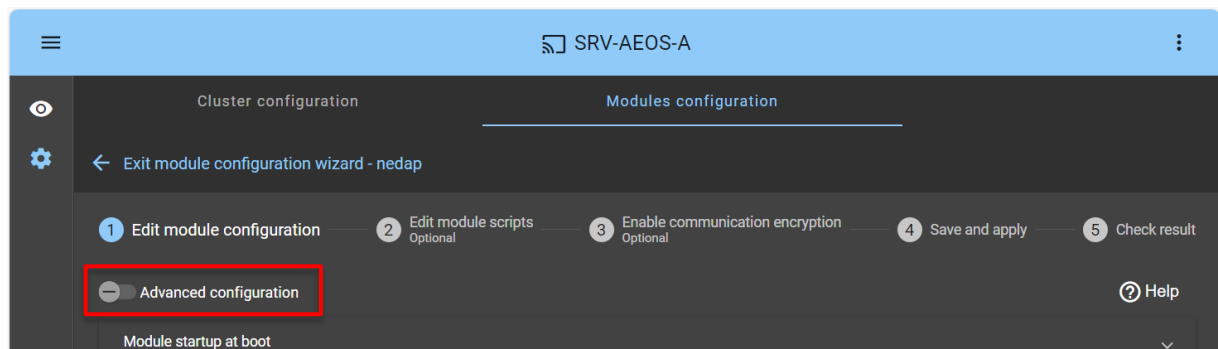 SRV-AEOS-A
Cluster configuration
Modules configuration
Exit module configuration wizard - nedap
1 Edit module configuration
2 Edit module scripts
Optional
3 Enable communication encryption
Optional
4 Save and apply
5 Check result
Advanced configuration
? Help
Module startup at boot